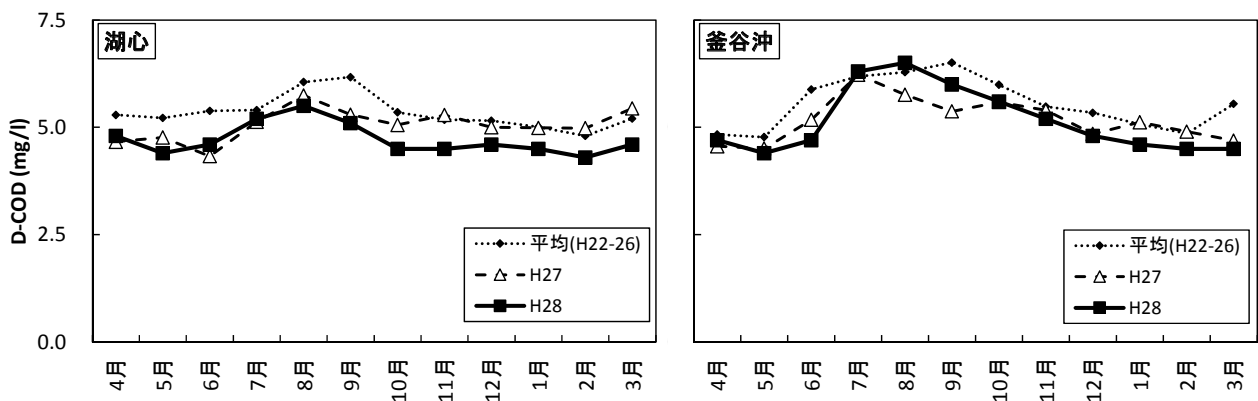 湖心
D-COD (mg/l)
7.5
5.0
2.5
0.0
平均(H22-26)
H27
H28
4月
5月
6月
7月
8月
9月
10月
11月
12月
1月
2月
3月
釜谷沖
平均(H22-26)
H27
H28
4月
5月
6月
7月
8月
9月
10月
11月
12月
1月
2月
3月